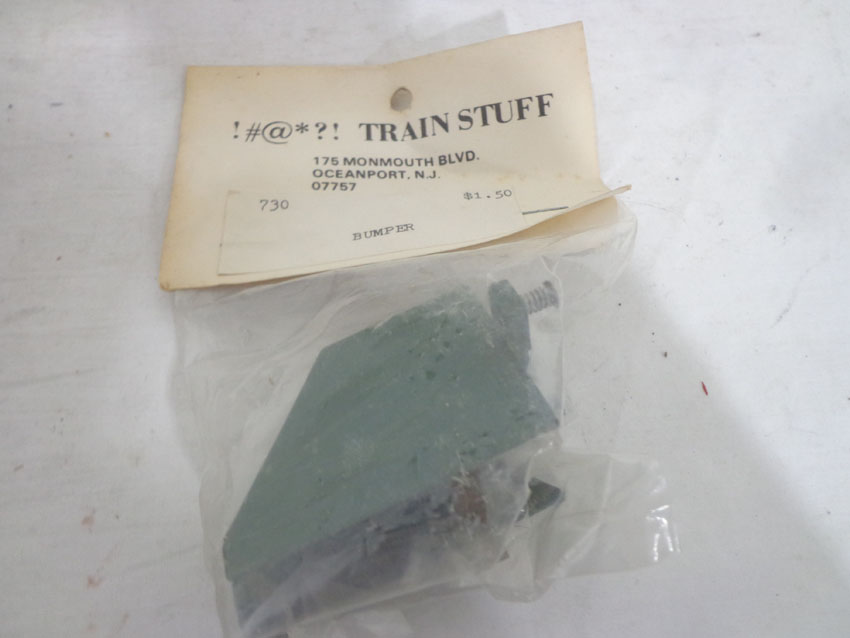 !#@*?! TRAIN STUFF
175 MONMOUTH BLVD.
OCEANPORT, N.J.
07757
730 $1.50
BUMPER